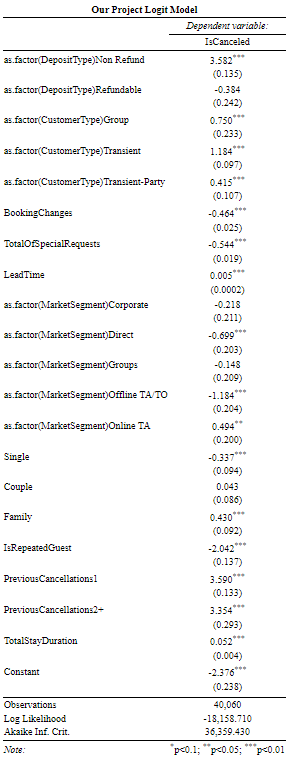 Our Project Logit Model
Dependent variable:
IsCanceled
as.factor(DepositType)Non Refund 3.582***
(0.135)
as.factor(DepositType)Refundable -0.384
(0.242)
as.factor(CustomerType)Group 0.750***
(0.233)
as.factor(CustomerType)Transient 1.184***
(0.097)
as.factor(CustomerType)Transient-Party 0.415***
(0.107)
BookingChanges -0.464***
(0.025)
TotalOfSpecialRequests -0.544***
(0.019)
LeadTime 0.005***
(0.0002)
as.factor(MarketSegment)Corporate -0.218
(0.211)
as.factor(MarketSegment)Direct -0.699***
(0.203)
as.factor(MarketSegment)Groups -0.148
(0.209)
as.factor(MarketSegment)Offline TA/TO -1.184***
(0.204)
as.factor(MarketSegment)Online TA 0.494**
(0.200)
Single -0.337***
(0.094)
Couple 0.043
(0.086)
Family 0.430***
(0.092)
IsRepeatedGuest -2.042***
(0.137)
PreviousCancellations1 3.590***
(0.133)
PreviousCancellations2+ 3.354***
(0.293)
TotalStayDuration 0.052***
(0.004)
Constant -2.376***
(0.238)
Observations 40,060
Log Likelihood -18,158.710
Akaike Inf. Crit. 36,359.430
Note: *p<0.1; **p<0.05; ***p<0.01